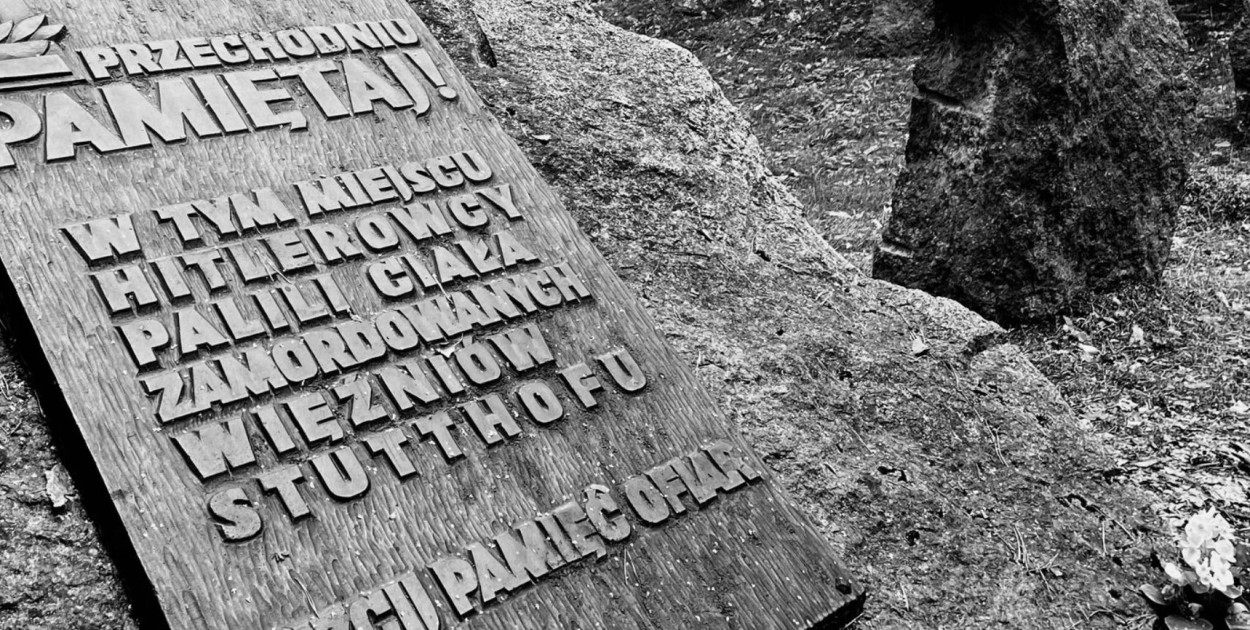 PRZECHODNIU
PAMIĘTAJ!
W TYM MIEJSCU
HITLEROWCY
PALILI CIAŁA
ZAMORDOWANYCH
WIĘŹNIÓW
STUTTHOFU
PAMIĘĆ OFIAR